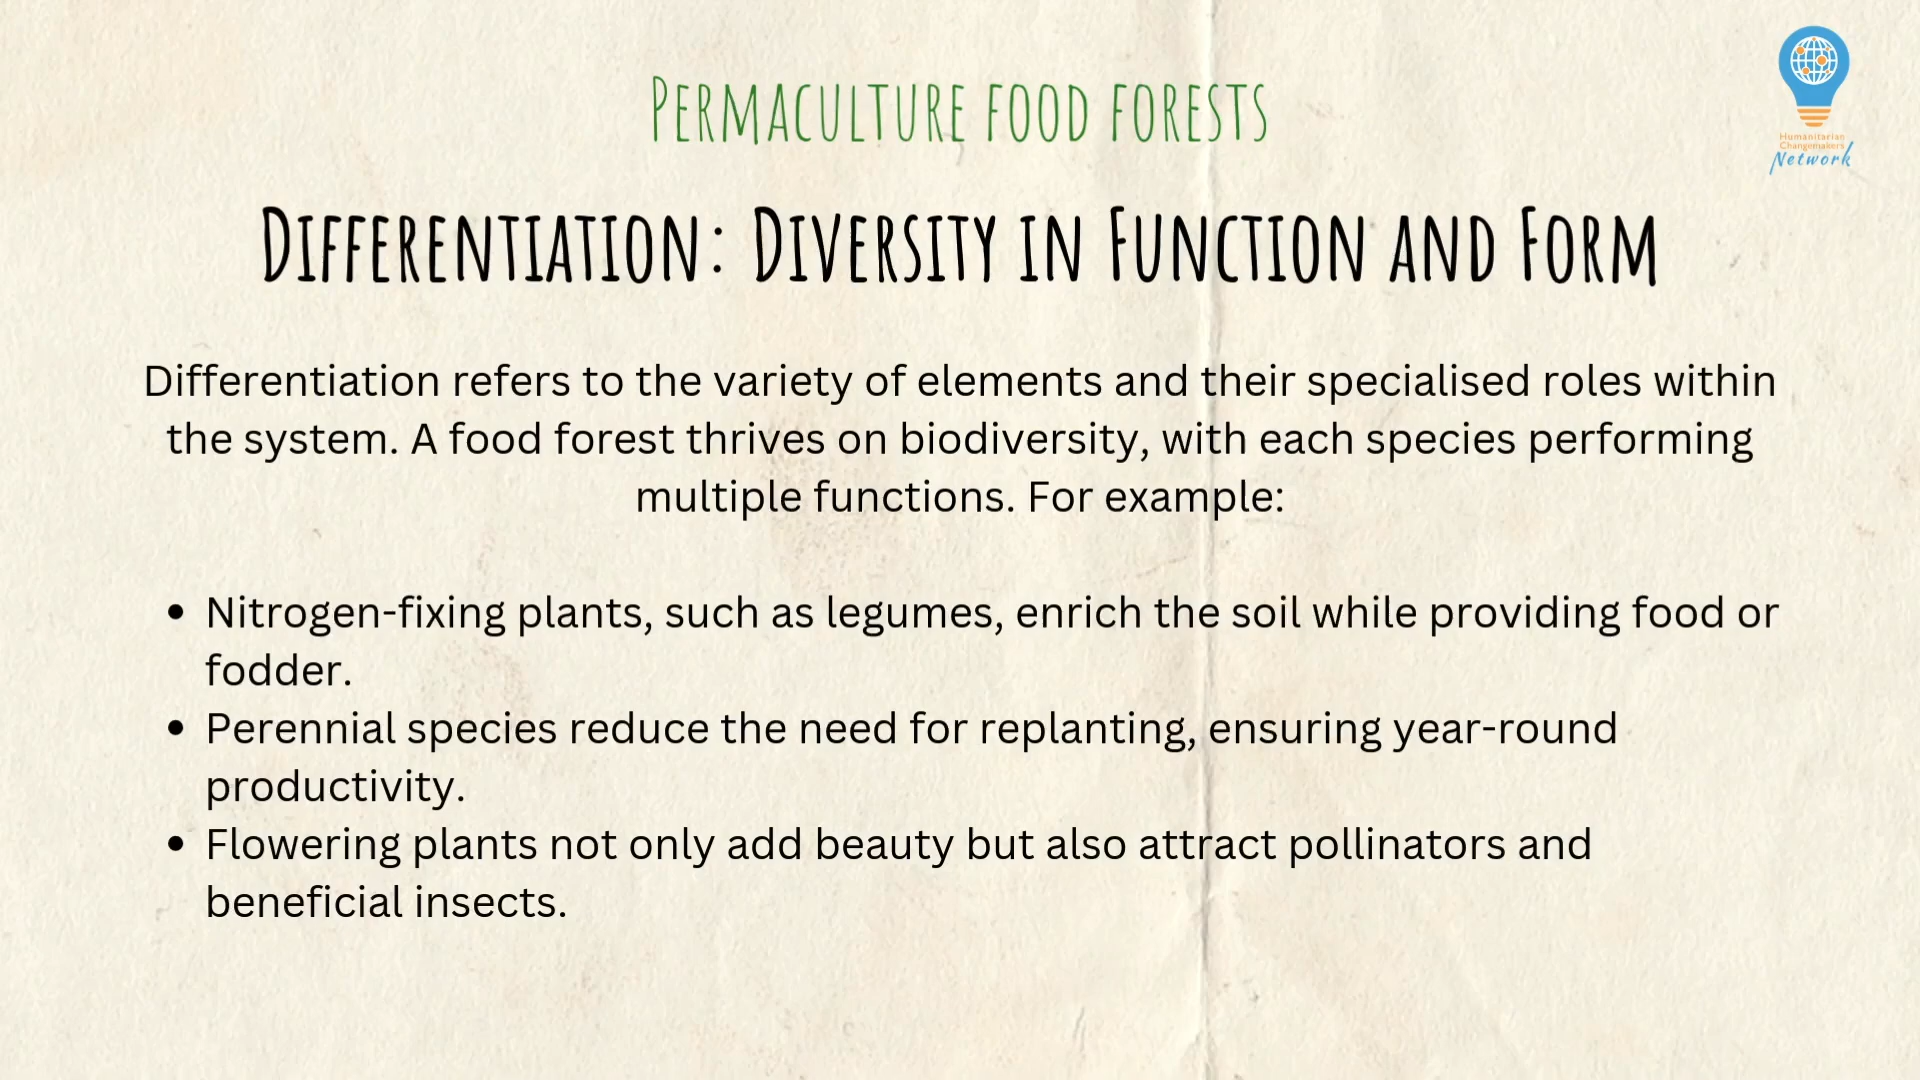 Permaculture food forests
Humanitarian
Changemakers
Network
Differentiation: Diversity in Function and Form
Differentiation refers to the variety of elements and their specialised roles within
the system. A food forest thrives on biodiversity, with each species performing
multiple functions. For example:
• Nitrogen-fixing plants, such as legumes, enrich the soil while providing food or
fodder.
• Perennial species reduce the need for replanting, ensuring year-round
productivity.
• Flowering plants not only add beauty but also attract pollinators and
beneficial insects.